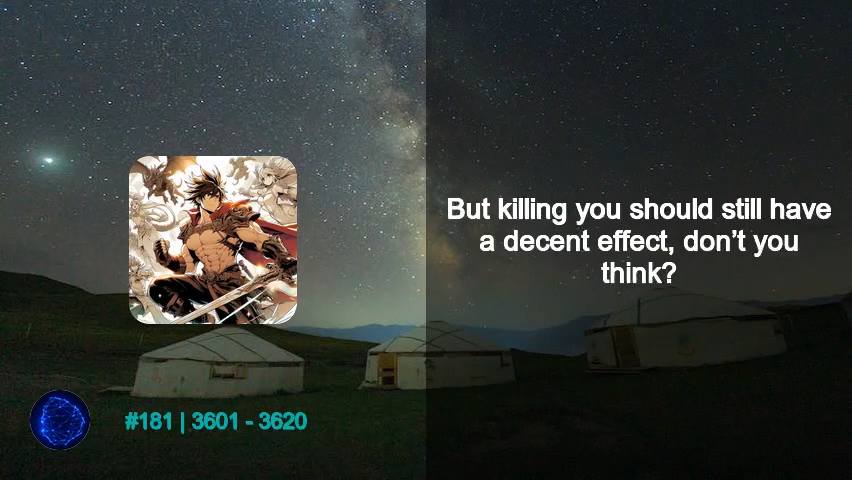 But killing you should still have
a decent effect, don’t you
think?
#181 | 3601 - 3620